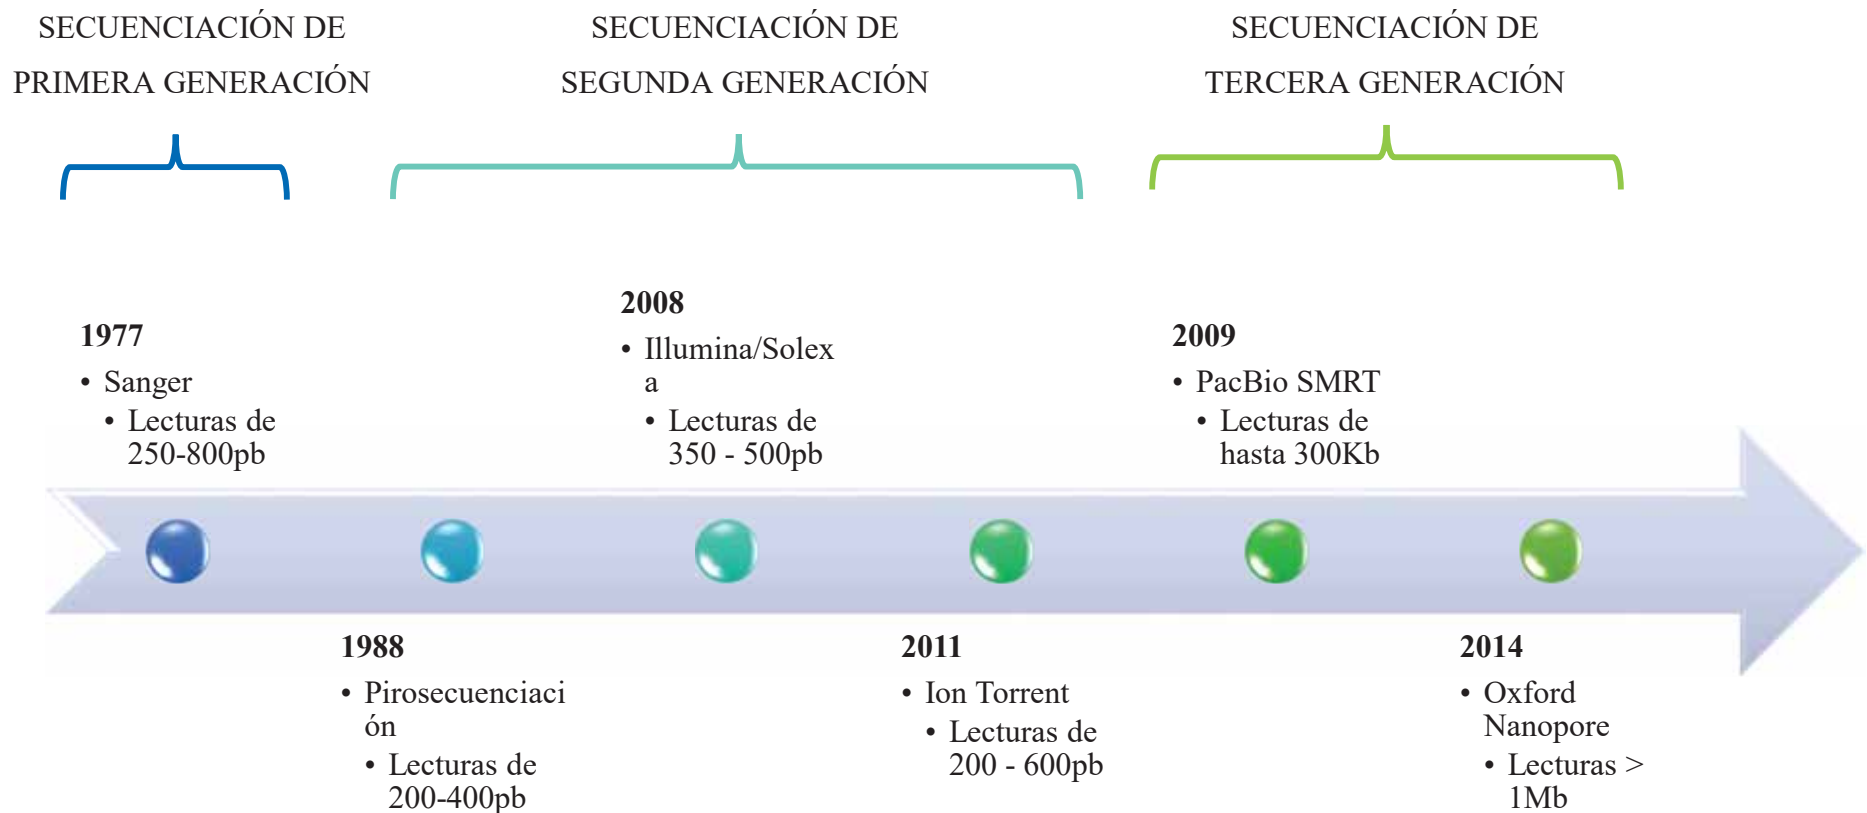 SECUENCIACIÓN DE
PRIMERA GENERACIÓN
SECUENCIACIÓN DE
SEGUNDA GENERACIÓN
SECUENCIACIÓN DE
TERCERA GENERACIÓN
1977
• Sanger
• Lecturas de
250-800pb
2008
• Illumina/Solex
a
• Lecturas de
350 - 500pb
2009
• PacBio SMRT
• Lecturas de
hasta 300Kb
1988
• Pirosecuenciaci
ón
• Lecturas de
200-400pb
2011
• Ion Torrent
• Lecturas de
200 - 600pb
2014
• Oxford
Nanopore
• Lecturas >
1Mb